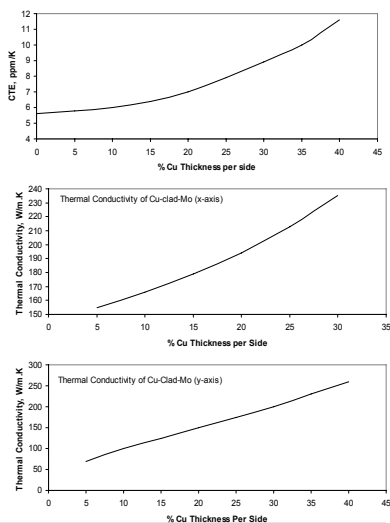 12
11
10
9
8
7
6
5
4
CTE, ppm/K
0 5 10 15 20 25 30 35 40 45
% Cu Thickness per side
240
230
220
210
200
190
180
170
160
150
Thermal Conductivity, W/m.K
Thermal Conductivity of Cu-clad-Mo (x-axis)
0 5 10 15 20 25 30 35
% Cu Thickness per Side
300
250
200
150
100
50
0
Thermal Conductivity, W/m.K
Thermal Conductivity of Cu-Clad-Mo (y-axis)
0 5 10 15 20 25 30 35 40 45
% Cu Thickness Per Side